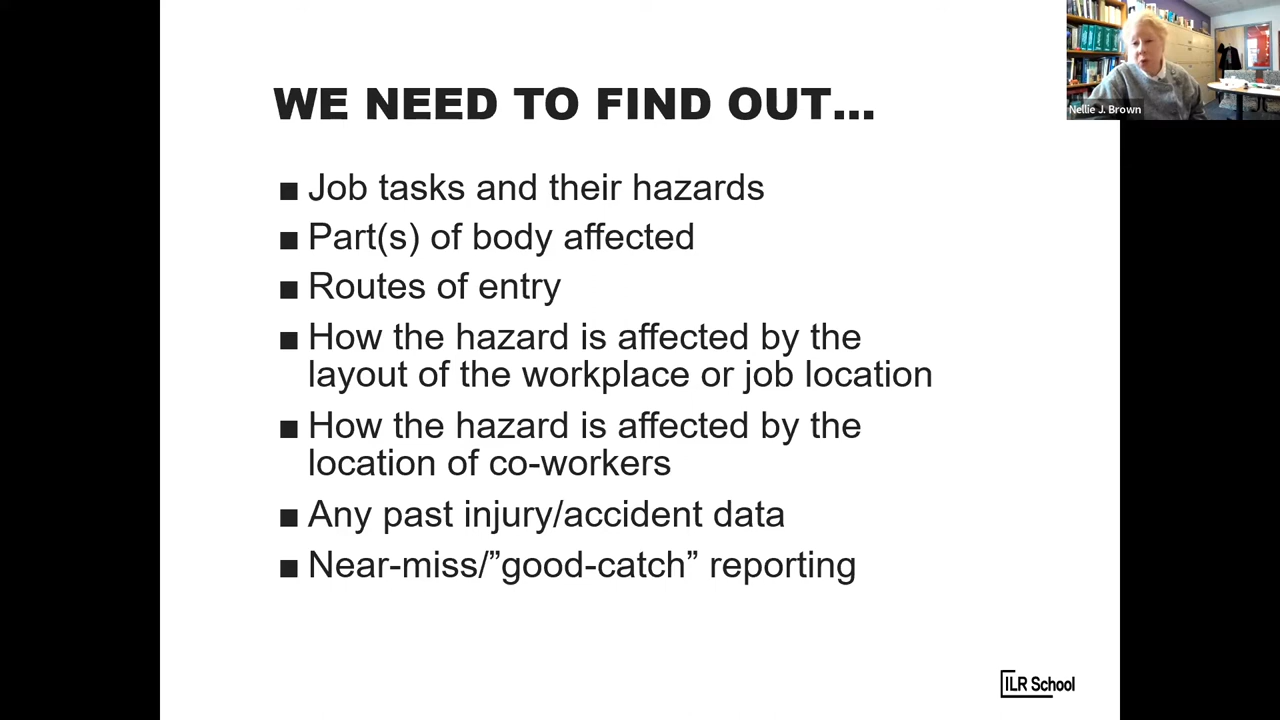 WE NEED TO FIND OUT...
■ Job tasks and their hazards
■ Part(s) of body affected
■ Routes of entry
■ How the hazard is affected by the
layout of the workplace or job location
■ How the hazard is affected by the
location of co-workers
■ Any past injury/accident data
■ Near-miss/”good-catch” reporting
Nellie J. Brown
ILR School